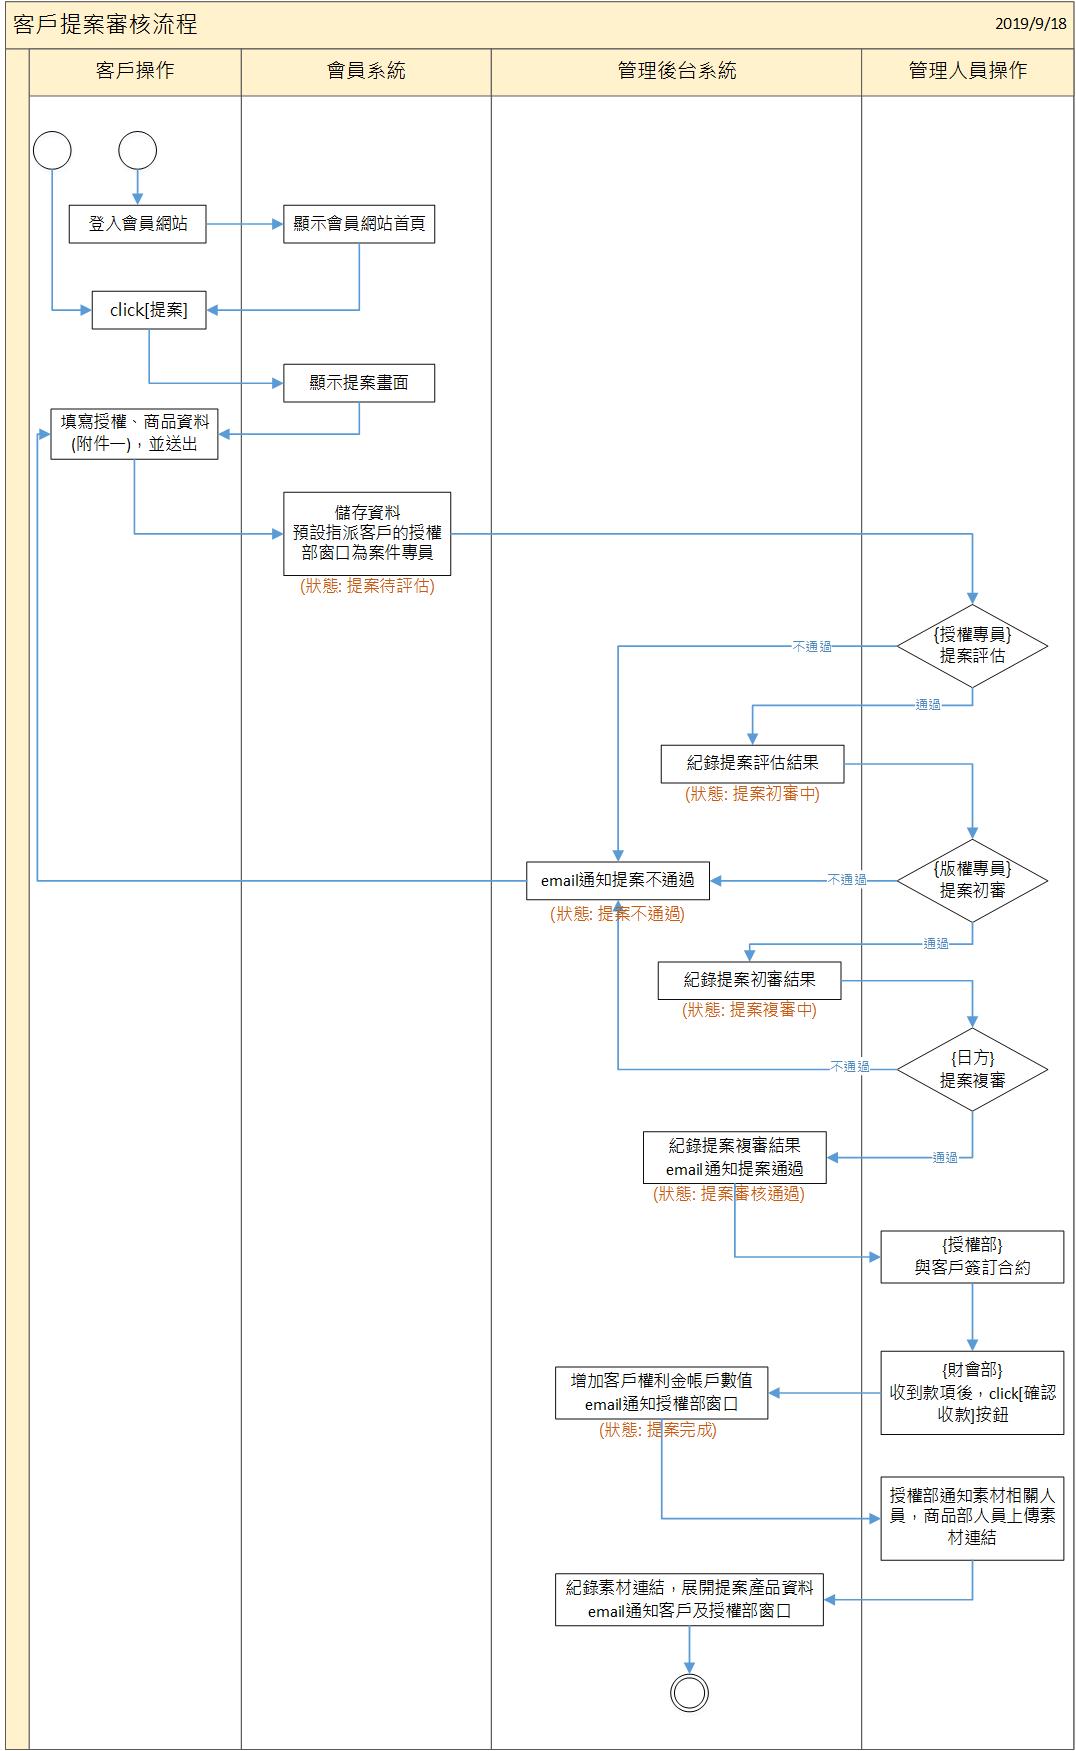 客戶提案審核流程
2019/9/18
客戶操作
會員系統
管理後台系統
管理人員操作
登入會員網站
顯示會員網站首頁
click[提案]
顯示提案畫面
填寫授權、商品資料
(附件一)，並送出
儲存資料
預設指派客戶的授權
部窗口為案件專員
(狀態: 提案待評估)
{授權專員}
提案評估
不通過
通過
紀錄提案評估結果
(狀態: 提案初審中)
{版權專員}
提案初審
不通過
email通知提案不通過
(狀態: 提案不通過)
通過
紀錄提案初審結果
(狀態: 提案複審中)
{日方}
提案複審
不通過
通過
紀錄提案複審結果
email通知提案通過
(狀態: 提案審核通過)
{授權部}
與客戶簽訂合約
{財會部}
收到款項後，click[確認
收款]按鈕
增加客戶權利金帳戶數值
email通知授權部窗口
(狀態: 提案完成)
授權部通知素材相關人
員，商品部人員上傳素
材連結
紀錄素材連結，展開提案產品資料
email通知客戶及授權部窗口